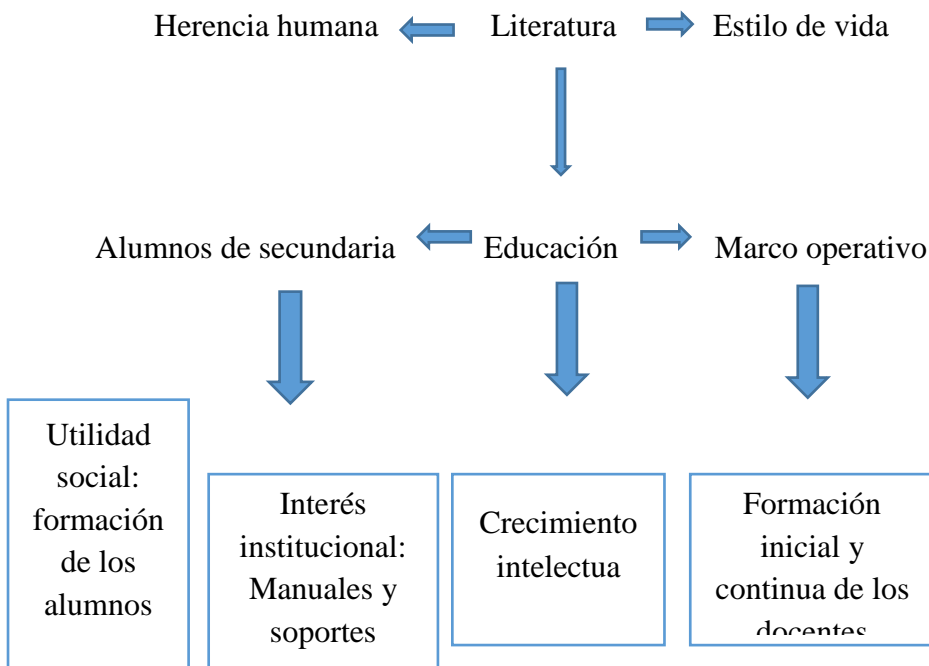 Herencia humana
Literatura
Estilo de vida
Alumnos de secundaria
Educación
Marco operativo
Utilidad
social:
formación
de los
alumnos
Interés
institucional:
Manuales y
soportes
Crecimiento
intelectua
Formación
inicial y
continua de los
docentes